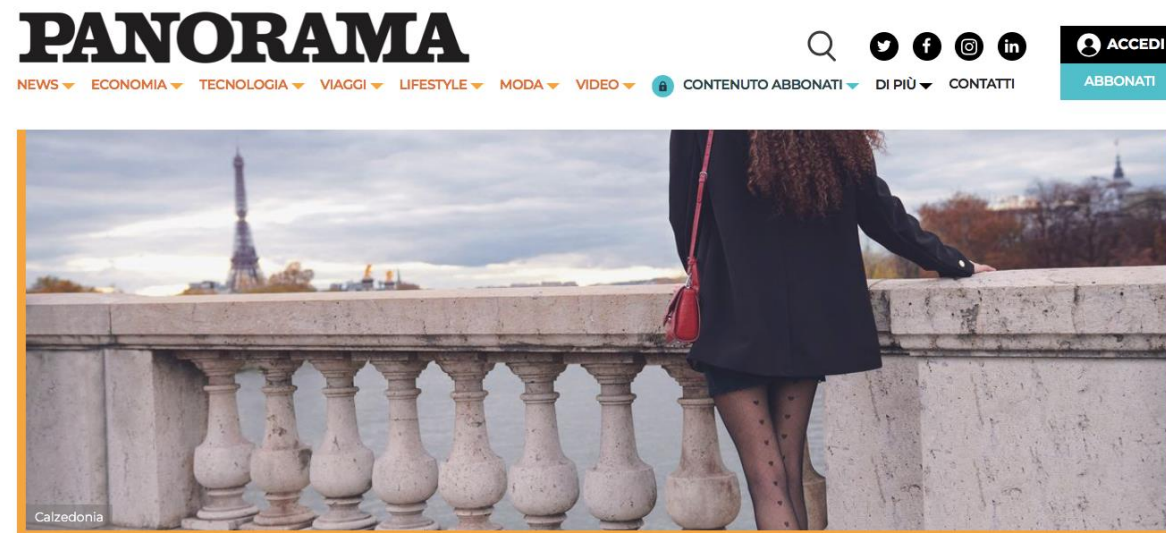 PANORAMA
NEWS ECONOMIA TECNOLOGIA VIAGGI LIFESTYLE MODA VIDEO CONTENUTO ABBONATI DI PIÙ CONTATTI
ACCEDI
ABBONATI
Calzedonia